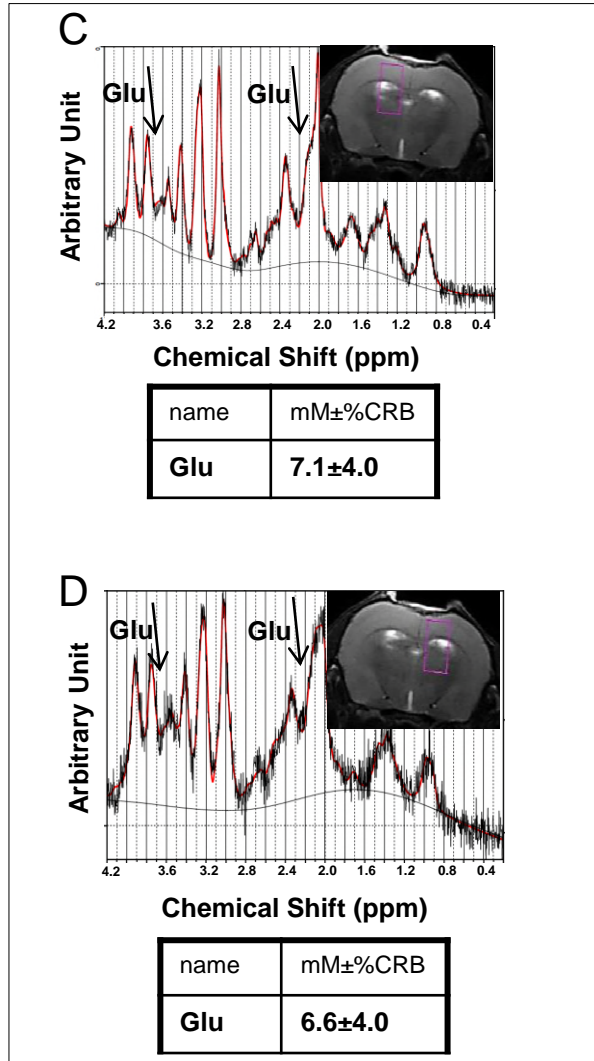 C
Glu Glu
Arbitrary Unit
0
0
4.2 3.6 3.2 2.8 2.4 2.0 1.6 1.2 0.8 0.4
Chemical Shift (ppm)
name mM±%CRB
Glu 7.1±4.0
D
Glu Glu
Arbitrary Unit
4.2 3.6 3.2 2.8 2.4 2.0 1.6 1.2 0.8 0.4
Chemical Shift (ppm)
name mM±%CRB
Glu 6.6±4.0